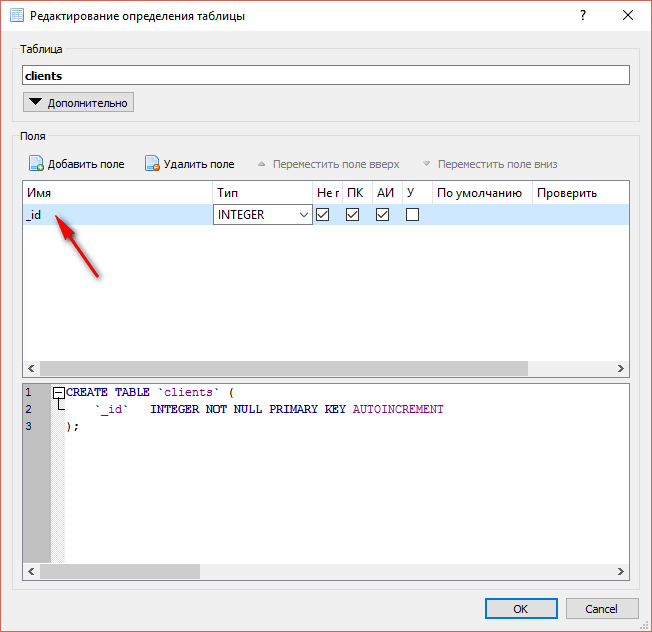 Редактирование определения таблицы ?
Таблица
clients
Дополнительно
Поля
Добавить поле Удалить поле Переместить поле вверх Переместить поле вниз
Имя Тип Не г ПК АИ У По умолчанию Проверить
_id INTEGER
1 CREATE TABLE `clients` (
2 `_id` INTEGER NOT NULL PRIMARY KEY AUTOINCREMENT
3 );
OK Cancel